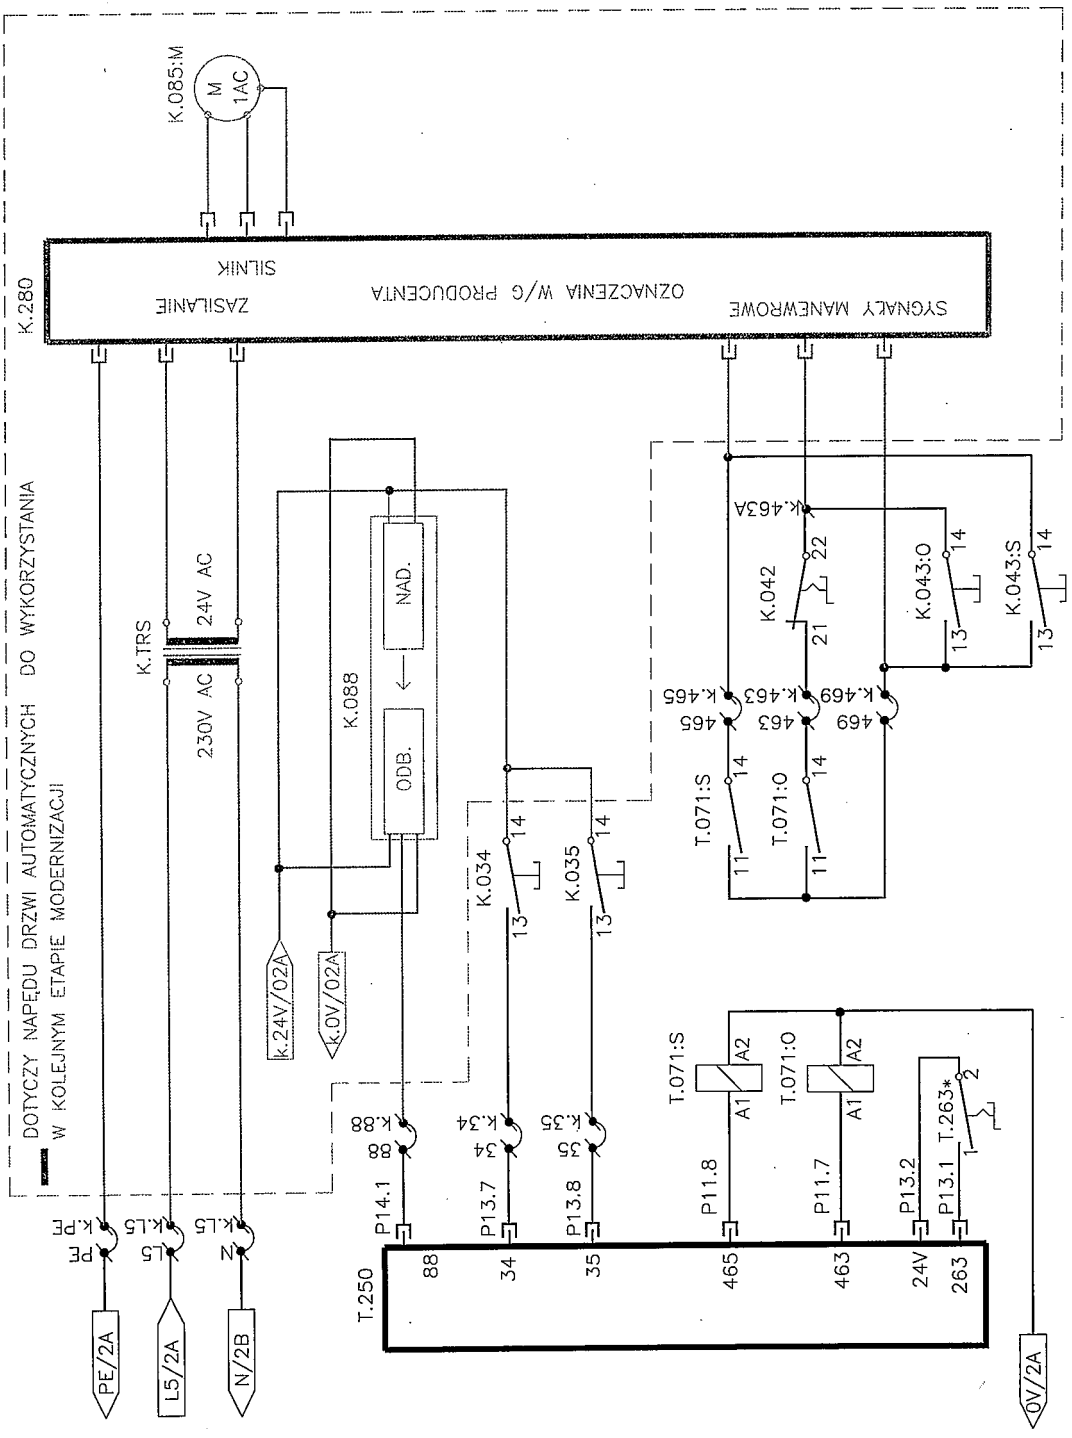 DOTYCZY NAPĘDU DRZWI AUTOMATYCZNYCH DO WYKORZYSTANIA
W KOLEJNYM ETAPIE MODERNIZACJI
K.085:M
M
1AC
K.280
ZASILANIE
SILNIK
OZNACZENIA W/G PRODUCENTA
SYGNAŁY MANEWROWE
K.TRS
230V AC
24V AC
K.088
NAD.
ODB.
k.24V/02A
k.0V/02A
K.034
13
14
K.035
13
14
k.463A
K.042
21
22
K.043:O
13
14
K.043:S
13
14
465
k.465
463
k.463
469
k.469
T.071:S
11
14
T.071:O
11
14
PE
k.PE
L5
k.L5
N
k.L5
PE/2A
L5/2A
N/2B
88
k.88
34
k.34
35
k.35
P14.1
P13.7
P13.8
P11.8
P11.7
P13.2
P13.1
T.250
88
34
35
465
463
24V
263
T.071:S
A1
A2
T.071:O
A1
A2
T.263*
1
2
0V/2A